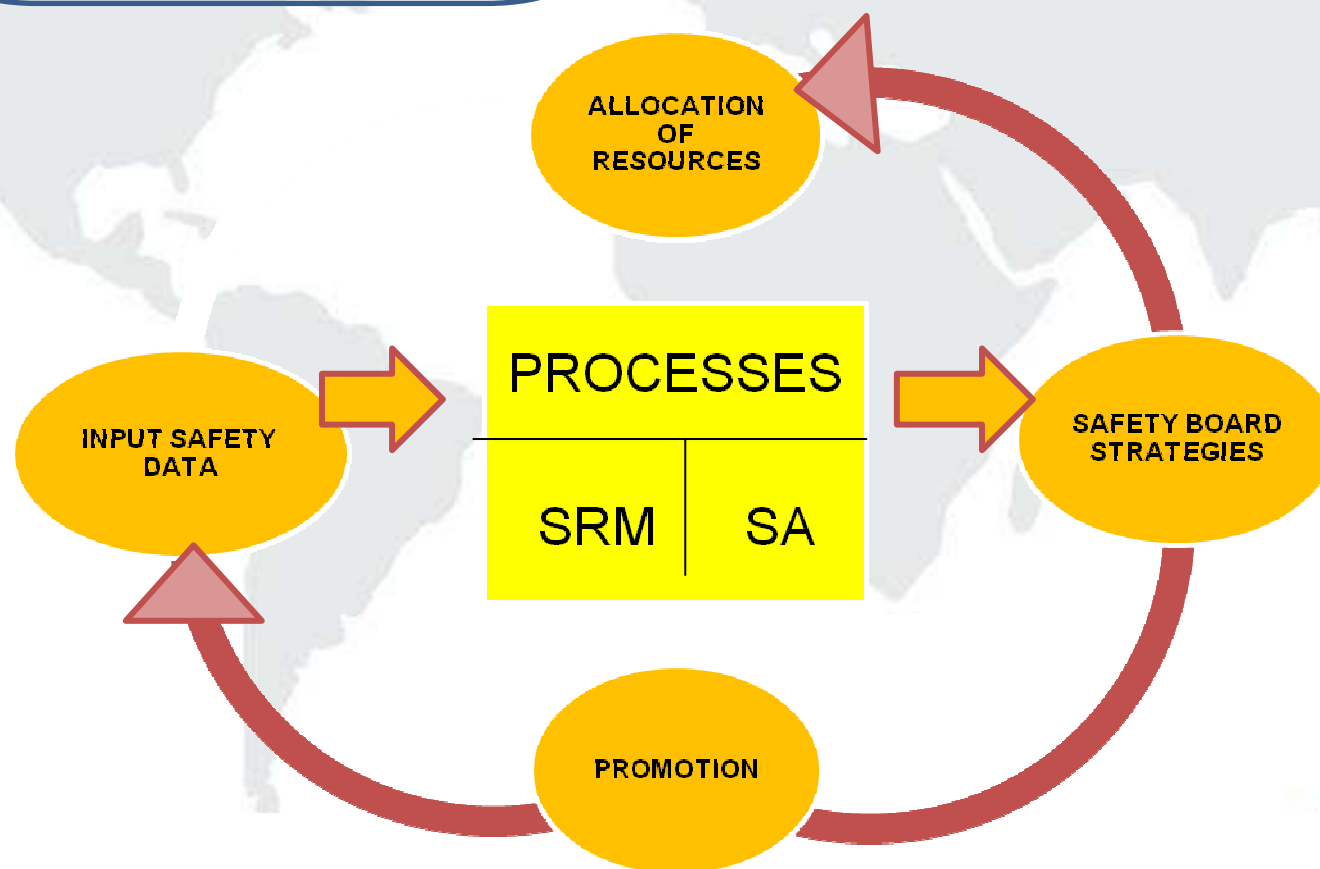 ALLOCATION
OF
RESOURCES
PROCESSES
INPUT SAFETY
DATA
SAFETY BOARD
STRATEGIES
SRM SA
PROMOTION